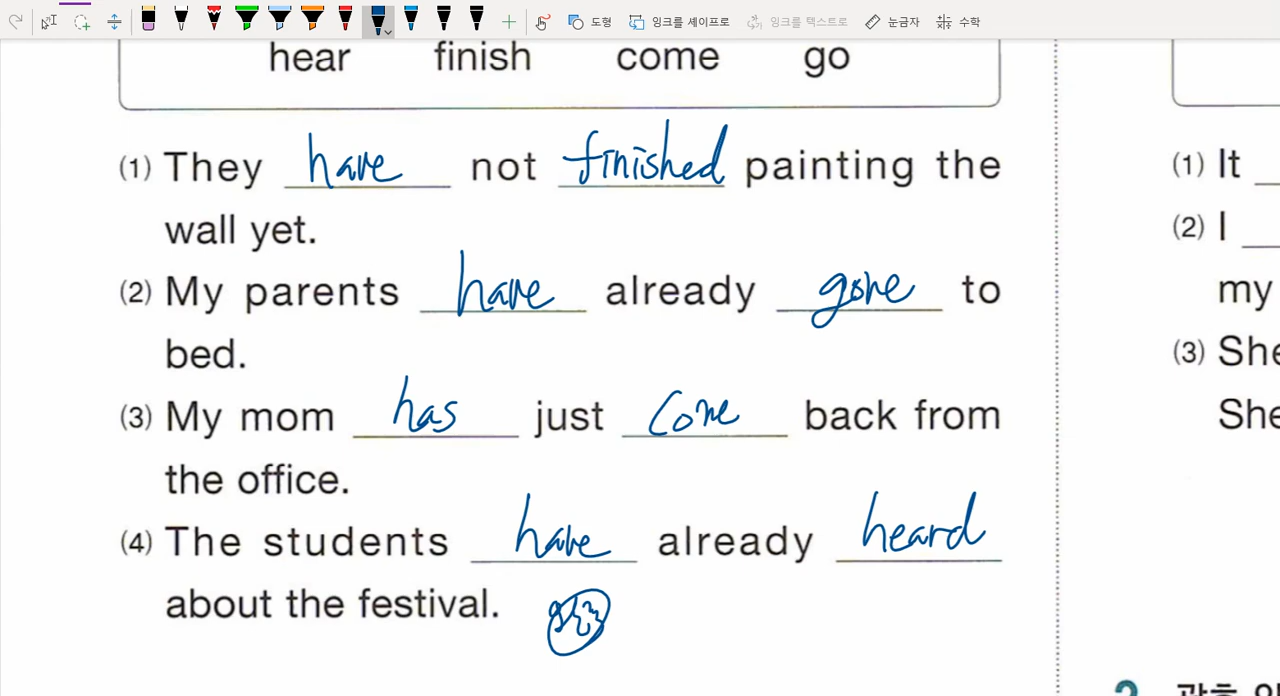 도형 잉크를 셰이프로 잉크를 텍스트로 눈금자 수학
hear finish come go
(1) They have not finished painting the
wall yet.
(2) My parents have already gone to
bed.
(3) My mom has just come back from
the office.
(4) The students have already heard
about the festival.
(1) It
(2) I
my
(3) She
She
2